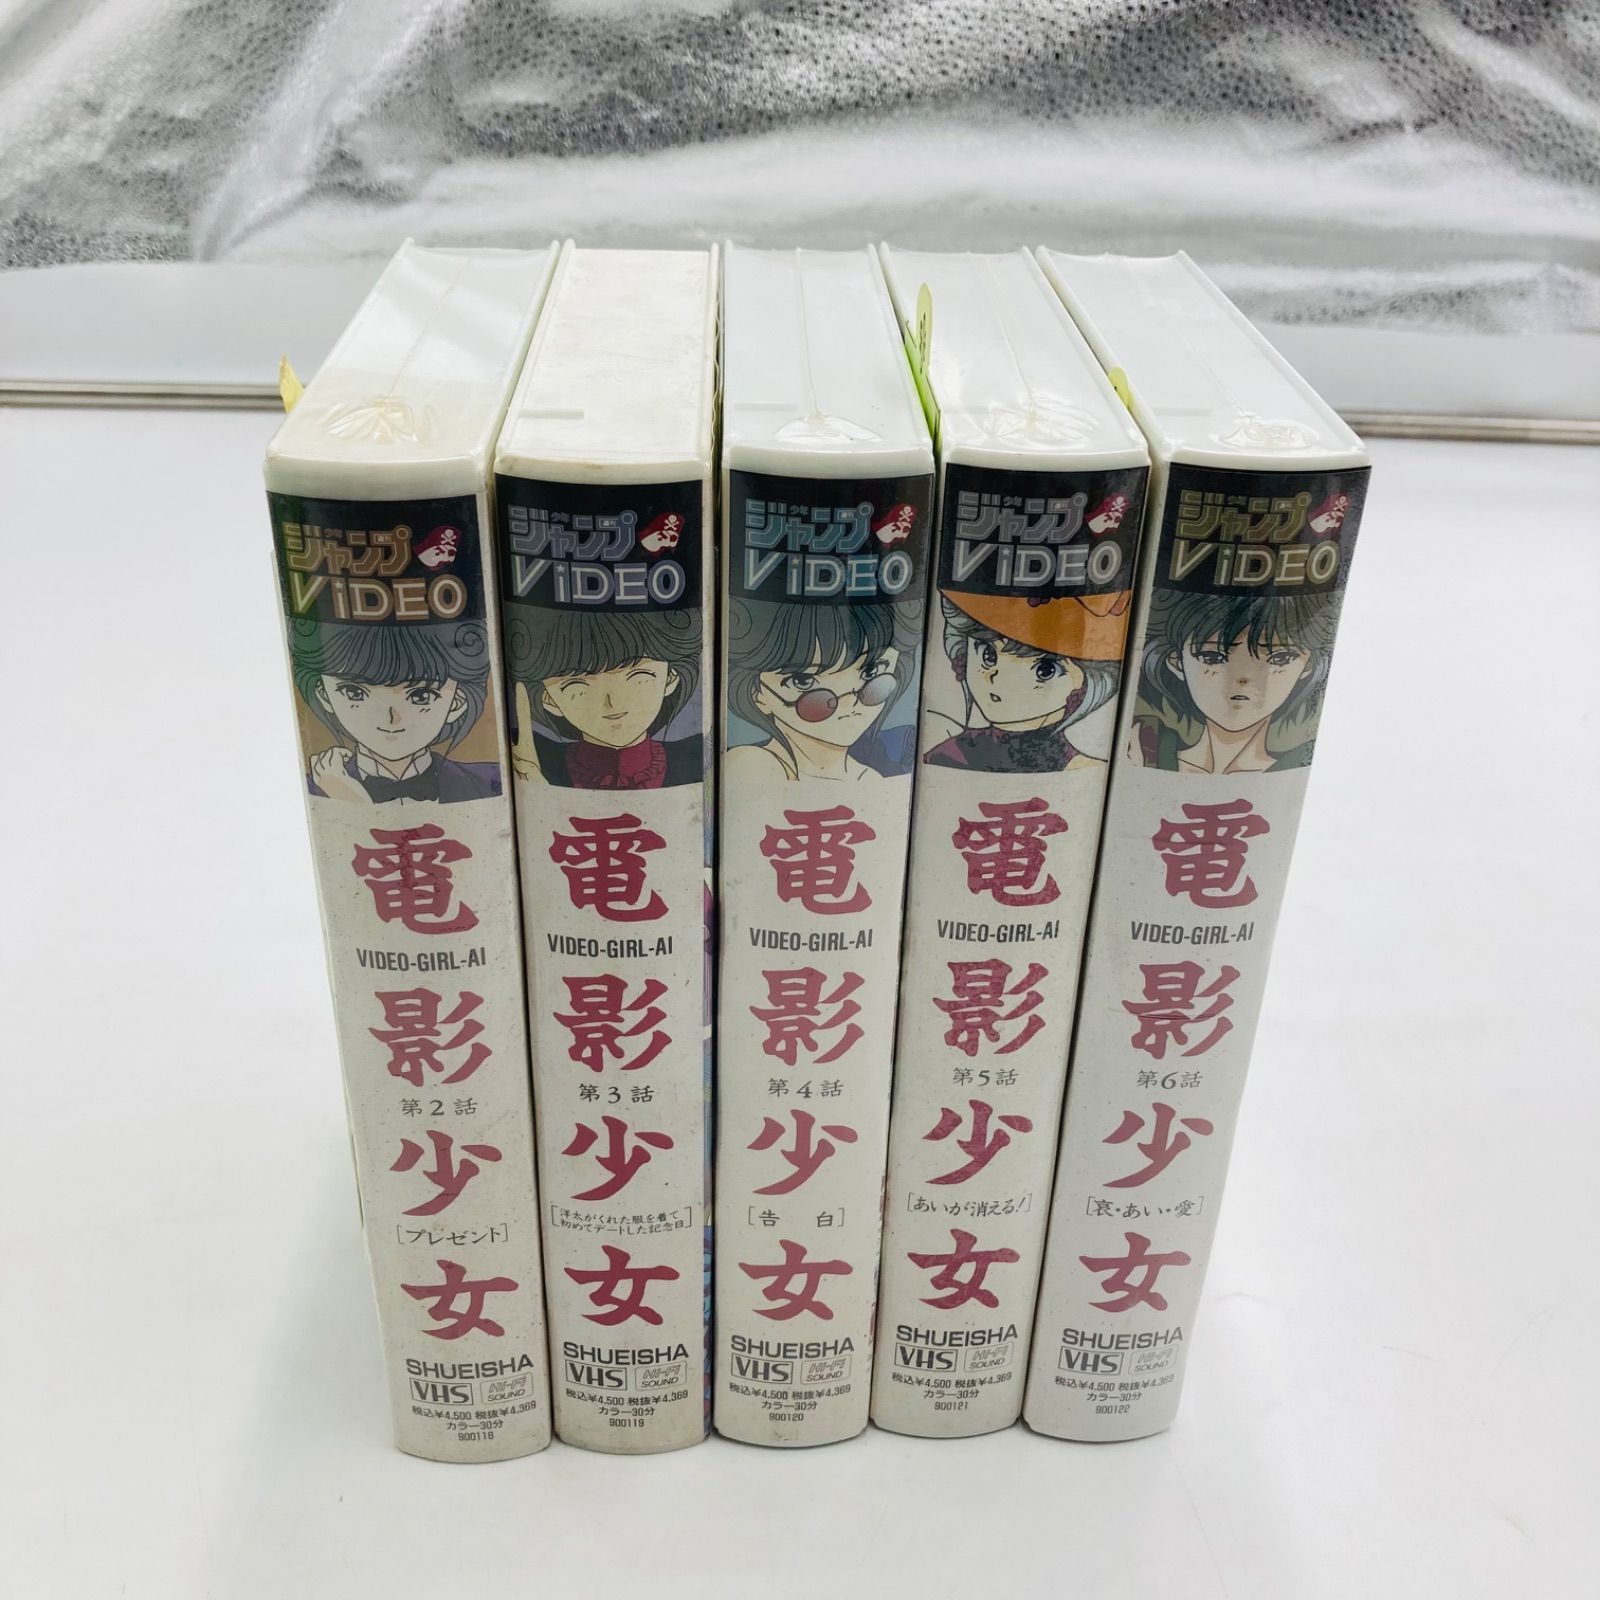 少年
ジャンプ
ViDEO
電
VIDEO-GIRL-AI
影
第2話
少
[プレゼント]
女
SHUEISHA
VHS Hi-Fi SOUND
税込¥4,500 税抜¥4,369
カラー30分
900118
少年
ジャンプ
ViDEO
電
VIDEO-GIRL-AI
影
第3話
少
[洋太がくれた服を着て
初めてデートした記念日]
女
SHUEISHA
VHS Hi-Fi SOUND
税込¥4,500 税抜¥4,369
カラー30分
900119
少年
ジャンプ
ViDEO
電
VIDEO-GIRL-AI
影
第4話
少
[告白]
女
SHUEISHA
VHS Hi-Fi SOUND
税込¥4,500 税抜¥4,369
カラー30分
900120
少年
ジャンプ
ViDEO
電
VIDEO-GIRL-AI
影
第5話
少
[あいが消える!]
女
SHUEISHA
VHS Hi-Fi SOUND
税込¥4,500 税抜¥4,369
カラー30分
900121
少年
ジャンプ
ViDEO
電
VIDEO-GIRL-AI
影
第6話
少
[哀・あい・愛]
女
SHUEISHA
VHS Hi-Fi SOUND
税込¥4,500 税抜¥4,369
カラー30分
900122